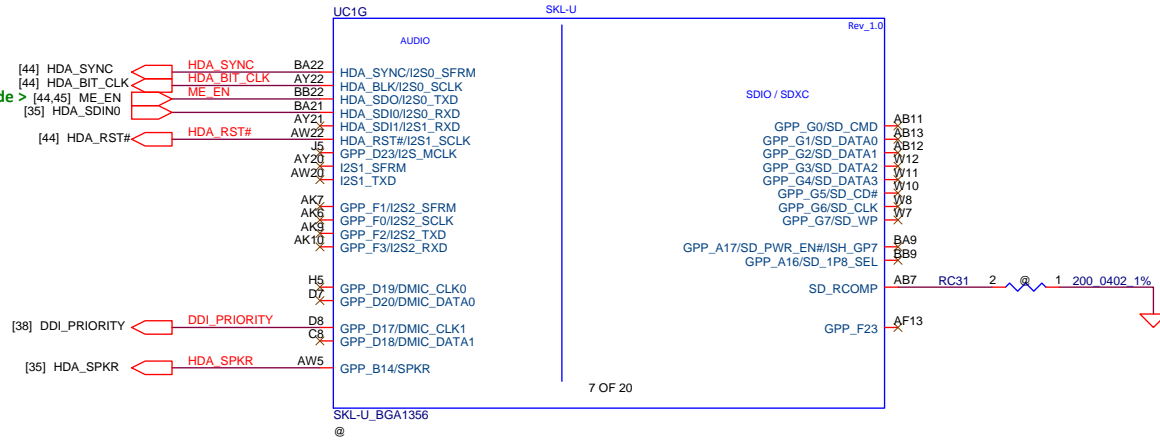 UC1G
SKL-U
Rev_1.0
AUDIO
SDIO / SDXC
[44] HDA_SYNC HDA_SYNC BA22 HDA_SYNC/I2S0_SFRM
[44] HDA_BIT_CLK HDA_BIT_CLK AY22 HDA_BLK/I2S0_SCLK
de > [44,45] ME_EN ME_EN BB22 HDA_SDO/I2S0_TXD
[35] HDA_SDIN0 BA21 HDA_SDI0/I2S0_RXD
AY21 HDA_SDI1/I2S1_RXD
[44] HDA_RST# HDA_RST# AW22 HDA_RST#/I2S1_SCLK
J5 GPP_D23/I2S_MCLK
AY20 I2S1_SFRM
AW20 I2S1_TXD
AK7 GPP_F1/I2S2_SFRM
AK6 GPP_F0/I2S2_SCLK
AK9 GPP_F2/I2S2_TXD
AK10 GPP_F3/I2S2_RXD
H5 GPP_D19/DMIC_CLK0
D7 GPP_D20/DMIC_DATA0
[38] DDI_PRIORITY DDI_PRIORITY D8 GPP_D17/DMIC_CLK1
C8 GPP_D18/DMIC_DATA1
[35] HDA_SPKR HDA_SPKR AW5 GPP_B14/SPKR
GPP_G0/SD_CMD AB11
GPP_G1/SD_DATA0 AB13
GPP_G2/SD_DATA1 AB12
GPP_G3/SD_DATA2 W12
GPP_G4/SD_DATA3 W11
GPP_G5/SD_CD# W10
GPP_G6/SD_CLK W8
GPP_G7/SD_WP W7
GPP_A17/SD_PWR_EN#/ISH_GP7 BA9
GPP_A16/SD_1P8_SEL BB9
SD_RCOMP AB7 RC31 2 @ 1 200_0402_1%
GPP_F23 AF13
7 OF 20
SKL-U_BGA1356
@